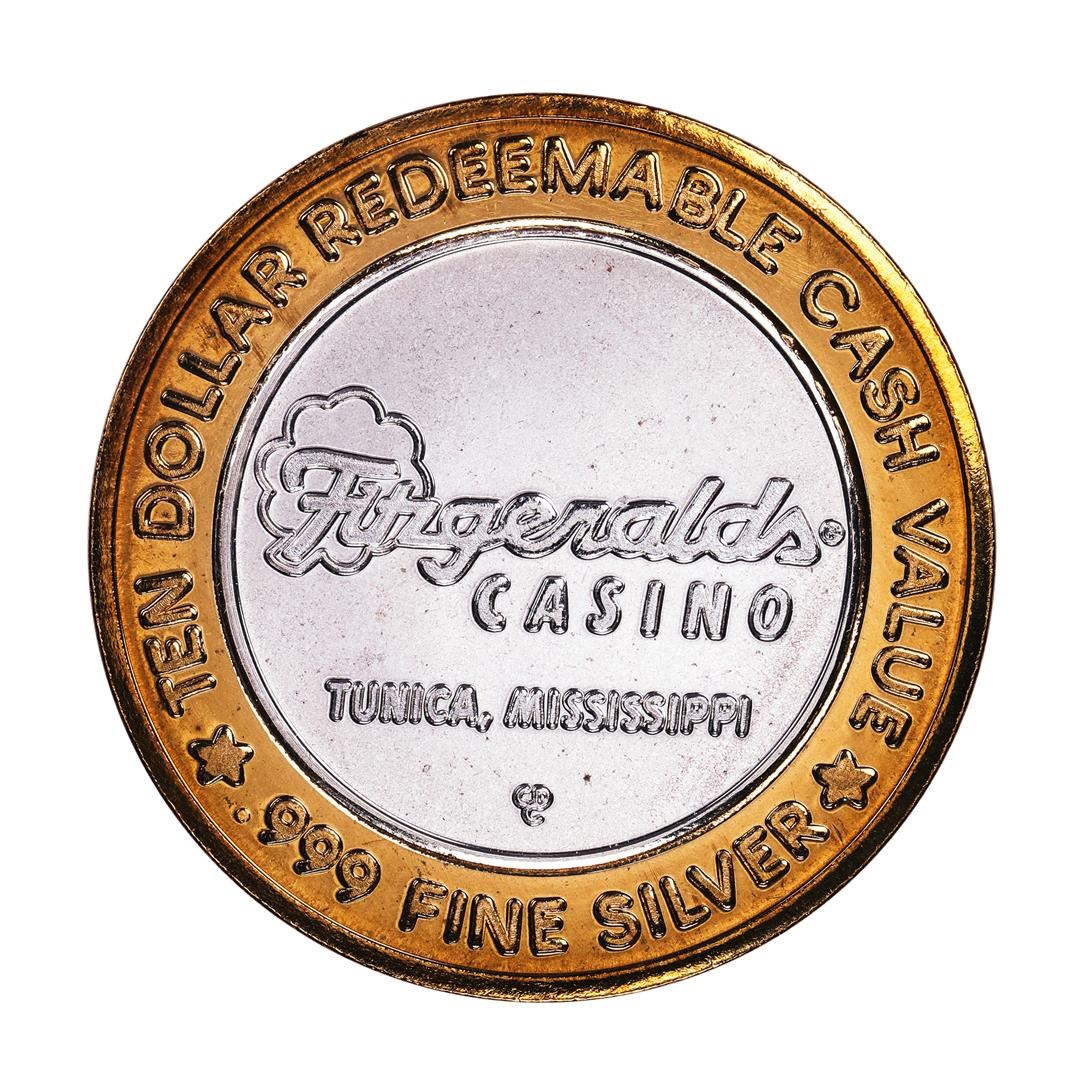 TEN DOLLAR REDEEMABLE CASH VALUE
Fitzgeralds®
CASINO
TUNICA, MISSISSIPPI
.999 FINE SILVER